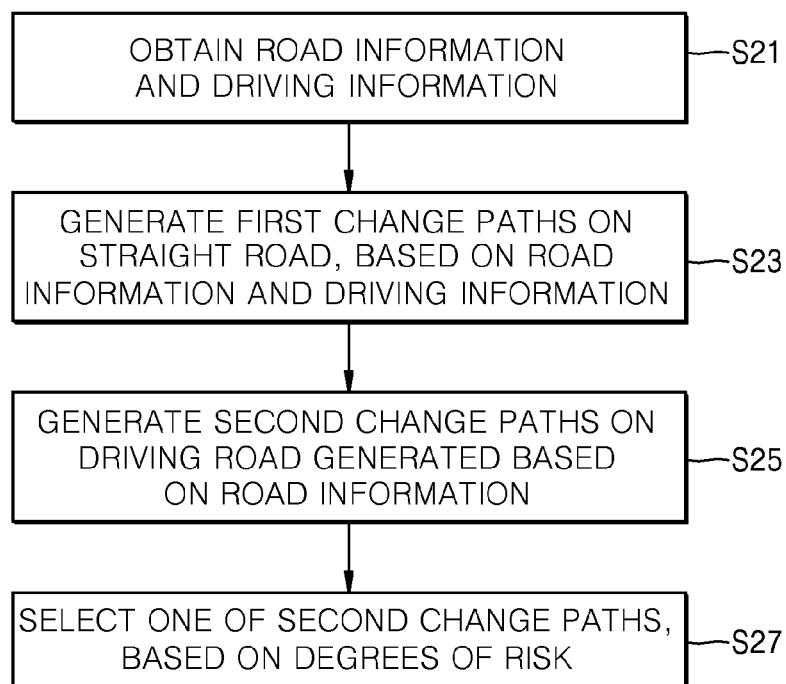 OBTAIN ROAD INFORMATION
AND DRIVING INFORMATION
S21
GENERATE FIRST CHANGE PATHS ON
STRAIGHT ROAD, BASED ON ROAD
INFORMATION AND DRIVING INFORMATION
S23
GENERATE SECOND CHANGE PATHS ON
DRIVING ROAD GENERATED BASED
ON ROAD INFORMATION
S25
SELECT ONE OF SECOND CHANGE PATHS,
BASED ON DEGREES OF RISK
S27